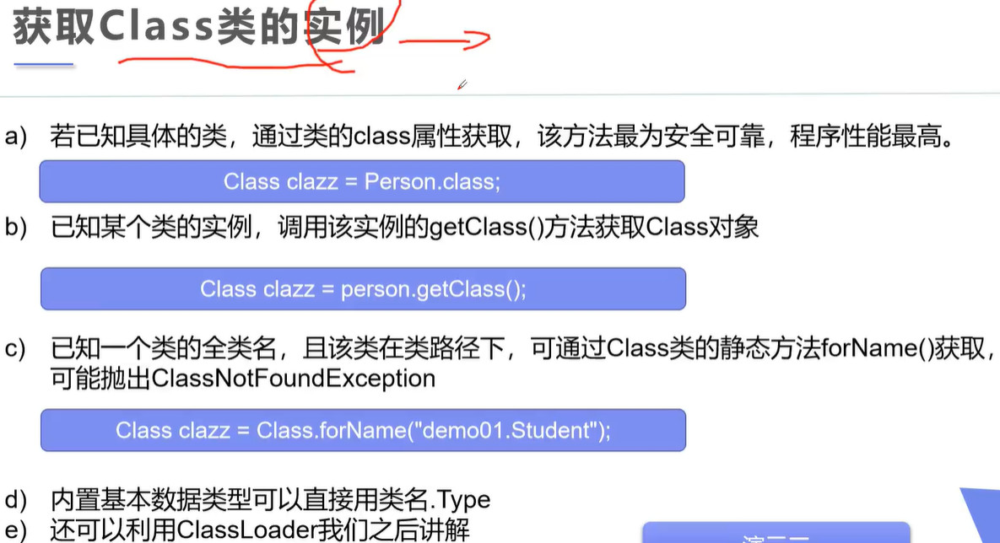 获取Class类的实例
a) 若已知具体的类，通过类的class属性获取，该方法最为安全可靠，程序性能最高。
Class clazz = Person.class;
b) 已知某个类的实例，调用该实例的getClass()方法获取Class对象
Class clazz = person.getClass();
c) 已知一个类的全类名，且该类在类路径下，可通过Class类的静态方法forName()获取，
可能抛出ClassNotFoundException
Class clazz = Class.forName("demo01.Student");
d) 内置基本数据类型可以直接用类名.Type
e) 还可以利用ClassLoader我们之后讲解